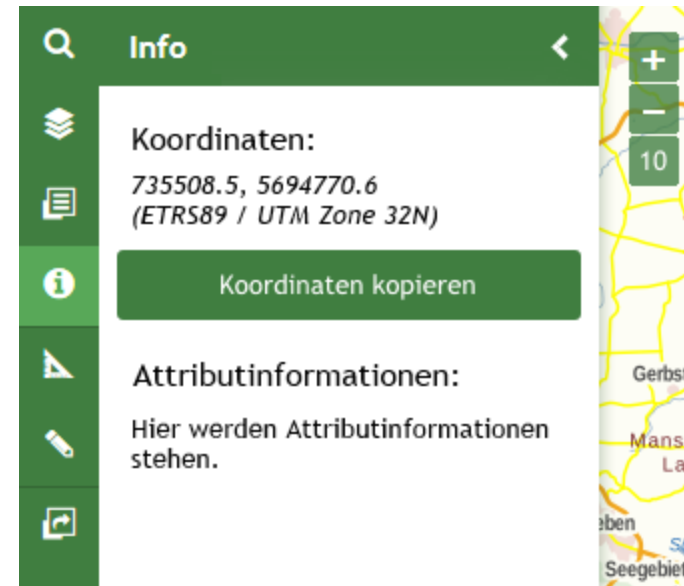 Info
Koordinaten:
735508.5, 5694770.6
(ETRS89 / UTM Zone 32N)
Koordinaten kopieren
Attributinformationen:
Hier werden Attributinformationen
stehen.
+
−
10
Gerbs
Mans
La
eben
Seegebiet